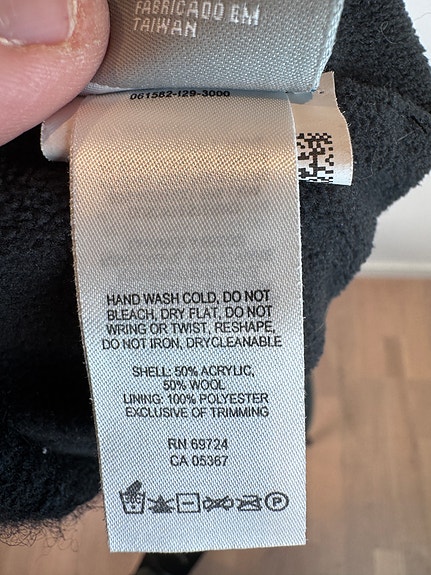 FABRICADO EM
TAIWAN
061582-I29-3000
HAND WASH COLD, DO NOT
BLEACH, DRY FLAT, DO NOT
WRING OR TWIST, RESHAPE,
DO NOT IRON, DRYCLEANABLE
SHELL: 50% ACRYLIC,
50% WOOL
LINING: 100% POLYESTER
EXCLUSIVE OF TRIMMING
RN 69724
CA 05367
P